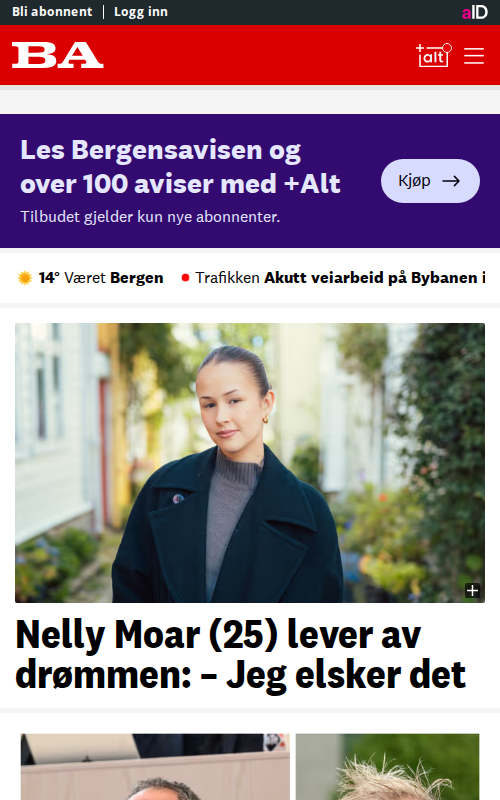 Bli abonnent | Logg inn
aID
BA
+alt
Les Bergensavisen og
over 100 aviser med +Alt
Tilbudet gjelder kun nye abonnenter.
Kjøp →
14° Været Bergen
Trafikken Akutt veiarbeid på Bybanen i
Nelly Moar (25) lever av
drømmen: – Jeg elsker det